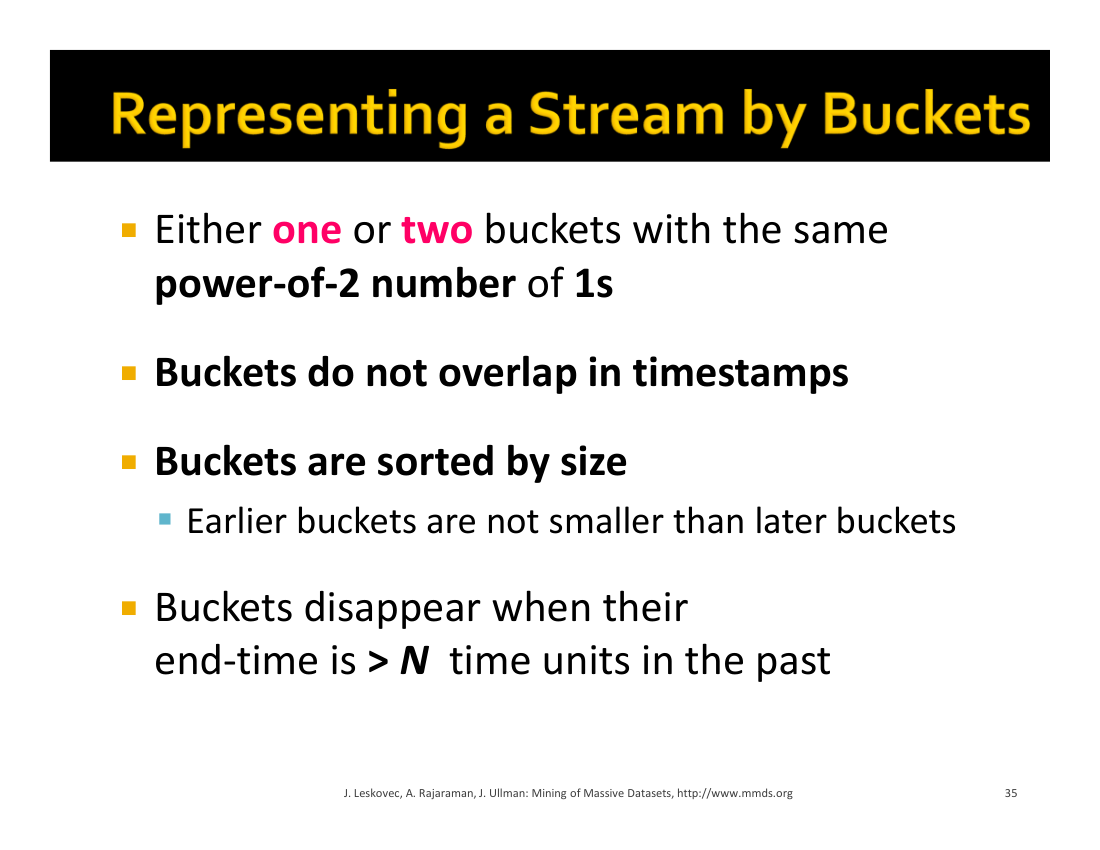 Representing a Stream by Buckets
Either one or two buckets with the same
power-of-2 number of 1s
Buckets do not overlap in timestamps
Buckets are sorted by size
Earlier buckets are not smaller than later buckets
Buckets disappear when their
end-time is > N time units in the past
J. Leskovec, A. Rajaraman, J. Ullman: Mining of Massive Datasets, http://www.mmds.org
35